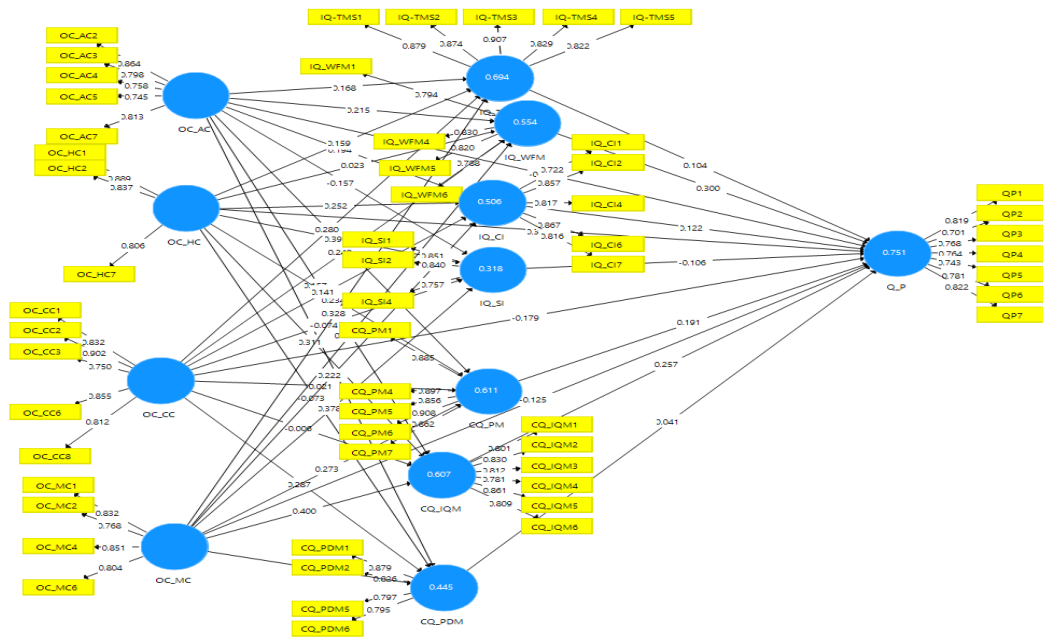 IQ-TMS1
IQ-TMS2
IQ-TMS3
IQ-TMS4
IQ-TMS5
0.879
0.874
0.907
0.829
0.822
0.694
OC_AC2
OC_AC3
OC_AC4
OC_AC5
OC_AC7
0.864
0.798
0.758
0.745
0.813
OC_AC
0.168
0.215
IQ_WFM1
0.794
0.554
IQ_WFM
IQ_WFM4
IQ_WFM5
IQ_WFM6
0.830
0.820
OC_HC1
OC_HC2
OC_HC7
0.889
0.837
0.806
OC_HC
0.159
0.023
-0.157
0.252
0.280
IQ_CI1
IQ_CI2
IQ_CI4
IQ_CI6
IQ_CI7
0.722
0.857
0.817
0.867
0.816
0.506
IQ_CI
IQ_SI1
IQ_SI2
IQ_SI4
0.851
0.840
0.757
0.318
IQ_SI
0.104
0.300
0.122
-0.106
-0.179
0.191
0.257
-0.125
0.041
0.751
Q_P
QP1
QP2
QP3
QP4
QP5
QP6
QP7
0.819
0.701
0.768
0.764
0.743
0.781
0.822
OC_CC1
OC_CC2
OC_CC3
OC_CC6
OC_CC8
0.832
0.902
0.750
0.855
0.812
OC_CC
0.141
0.328
-0.074
0.311
0.222
-0.021
-0.073
0.378
-0.006
CQ_PM1
CQ_PM4
CQ_PM5
CQ_PM6
CQ_PM7
0.885
0.897
0.856
0.908
0.862
0.611
CQ_PM
CQ_IQM1
CQ_IQM2
CQ_IQM3
CQ_IQM4
CQ_IQM5
CQ_IQM6
0.801
0.830
0.812
0.781
0.861
0.809
0.607
CQ_IQM
OC_MC1
OC_MC2
OC_MC4
OC_MC6
0.832
0.768
0.851
0.804
OC_MC
0.273
0.287
0.400
CQ_PDM1
CQ_PDM2
CQ_PDM5
CQ_PDM6
0.879
0.826
0.797
0.795
0.445
CQ_PDM